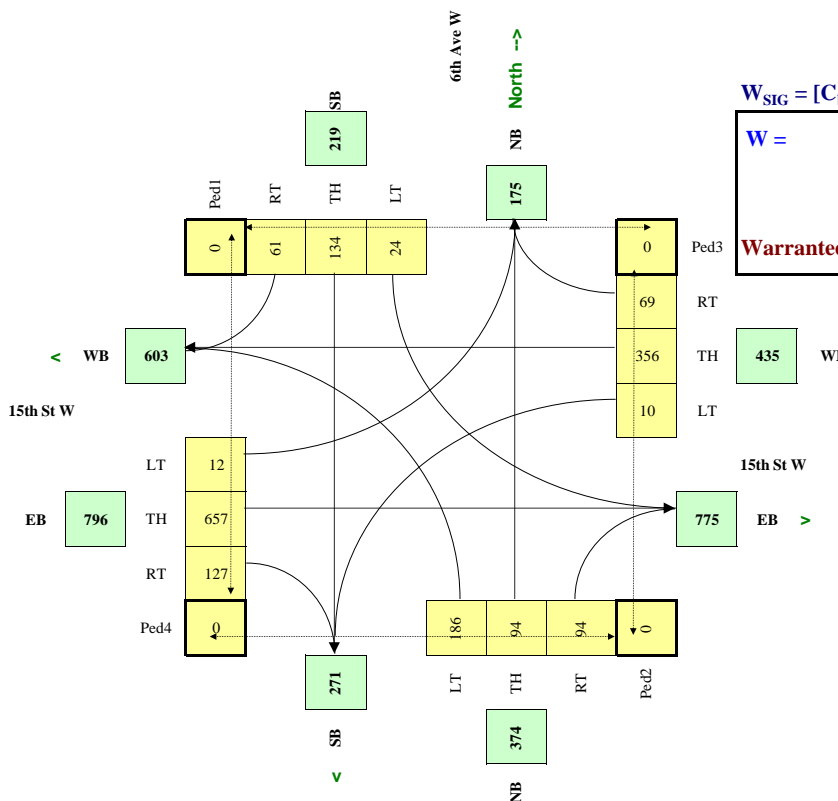 6th Ave W
North -->
SB
219
NB
175
W_SIG = [C
W =
Warranted
Ped1
RT
TH
LT
0
61
134
24
0
Ped3
69
RT
< WB
603
356
TH
435
10
LT
15th St W
15th St W
LT
12
EB
796
TH
657
775
EB >
RT
127
Ped4
0
186
94
94
0
LT
TH
RT
Ped2
271
SB
<
374
NB